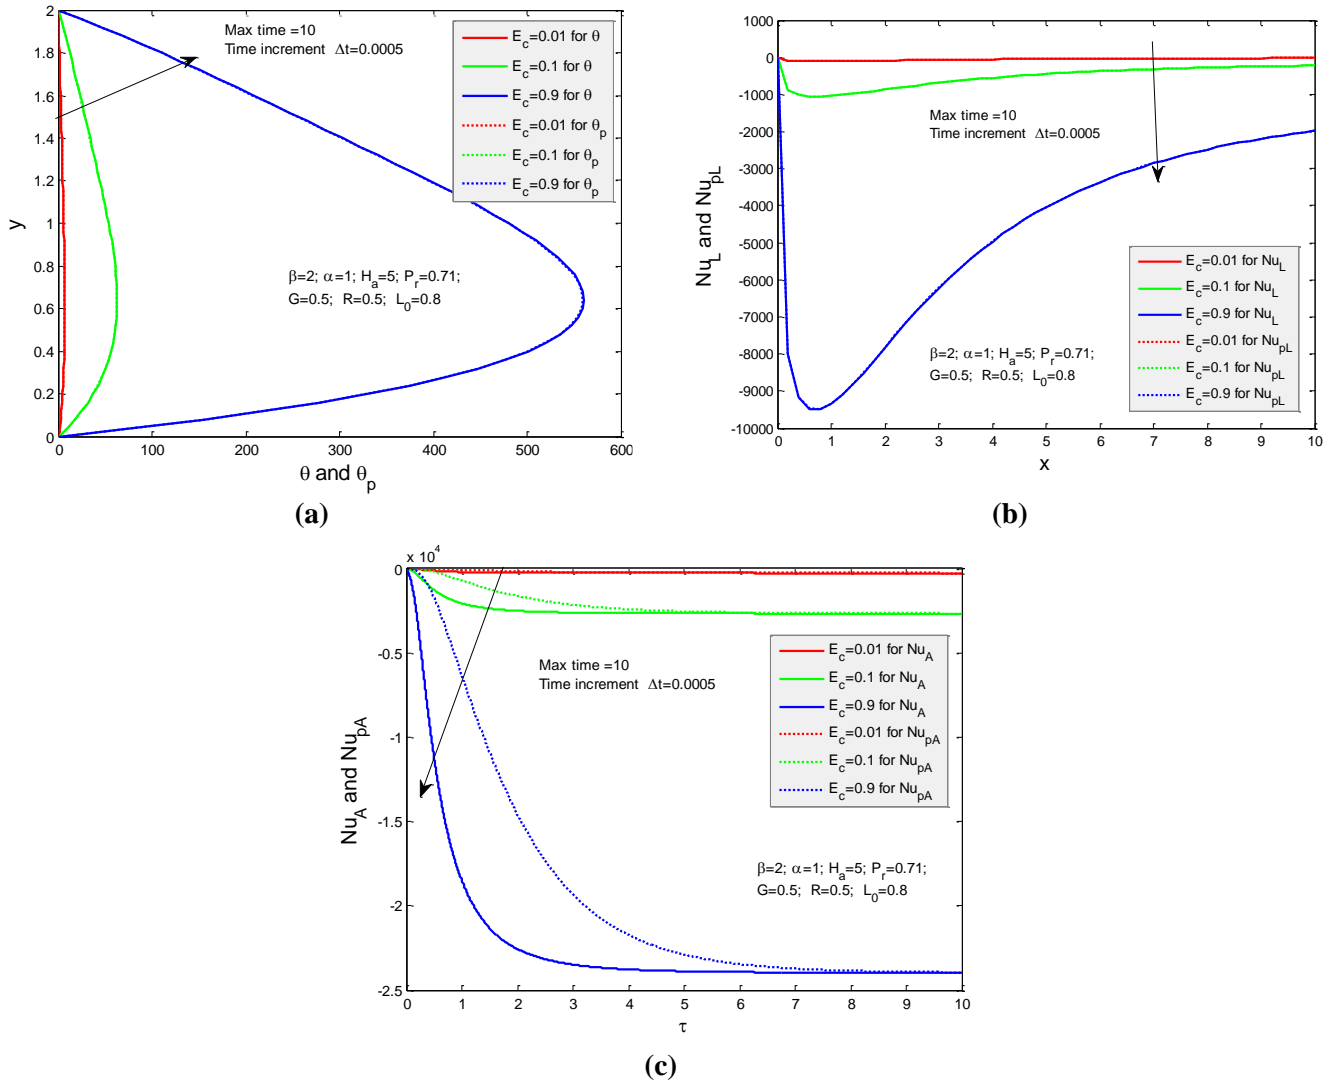 2
1.8
1.6
1.4
1.2
1
0.8
0.6
0.4
0.2
0
y
Max time =10
Time increment Δt=0.0005
E_c=0.01 for θ
E_c=0.1 for θ
E_c=0.9 for θ
E_c=0.01 for θ_p
E_c=0.1 for θ_p
E_c=0.9 for θ_p
β=2; α=1; H_a=5; P_r=0.71;
G=0.5; R=0.5; L_0=0.8
0 100 200 300 400 500 600
θ and θ_p
(a)
1000
0
-1000
-2000
-3000
-4000
-5000
-6000
-7000
-8000
-9000
-10000
Nu_L and Nu_pL
Max time =10
Time increment Δt=0.0005
E_c=0.01 for Nu_L
E_c=0.1 for Nu_L
E_c=0.9 for Nu_L
E_c=0.01 for Nu_pL
E_c=0.1 for Nu_pL
E_c=0.9 for Nu_pL
β=2; α=1; H_a=5; P_r=0.71;
G=0.5; R=0.5; L_0=0.8
0 1 2 3 4 5 6 7 8 9 10
x
(b)
x 10^4
0
-0.5
-1
-1.5
-2
-2.5
Nu_A and Nu_pA
Max time =10
Time increment Δt=0.0005
E_c=0.01 for Nu_A
E_c=0.1 for Nu_A
E_c=0.9 for Nu_A
E_c=0.01 for Nu_pA
E_c=0.1 for Nu_pA
E_c=0.9 for Nu_pA
β=2; α=1; H_a=5; P_r=0.71;
G=0.5; R=0.5; L_0=0.8
0 1 2 3 4 5 6 7 8 9 10
τ
(c)